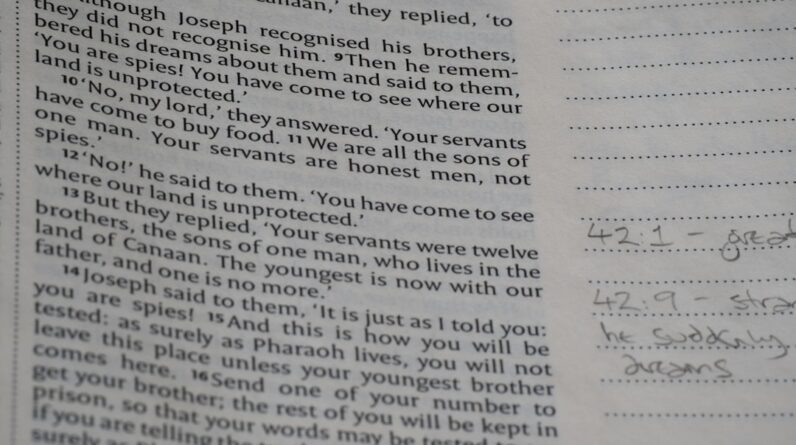 Canaan,' they replied, 'to
though Joseph recognised his brothers,
they did not recognise him. 9Then he remem-
bered his dreams about them and said to them,
'You are spies! You have come to see where our
land is unprotected.'
10'No, my lord,' they answered. 'Your servants
have come to buy food. 11We are all the sons of
one man. Your servants are honest men, not
spies.'
12'No!' he said to them. 'You have come to see
where our land is unprotected.'
13But they replied, 'Your servants were twelve
brothers, the sons of one man, who lives in the
land of Canaan. The youngest is now with our
father, and one is no more.'
14Joseph said to them, 'It is just as I told you:
you are spies! 15And this is how you will be
tested: as surely as Pharaoh lives, you will not
leave this place unless your youngest brother
comes here. 16Send one of your number to
get your brother; the rest of you will be kept in
prison, so that your words may be tested to
if you are telling the
surely as
42:1 - great
42:9 - stran
he suddenly
dreams